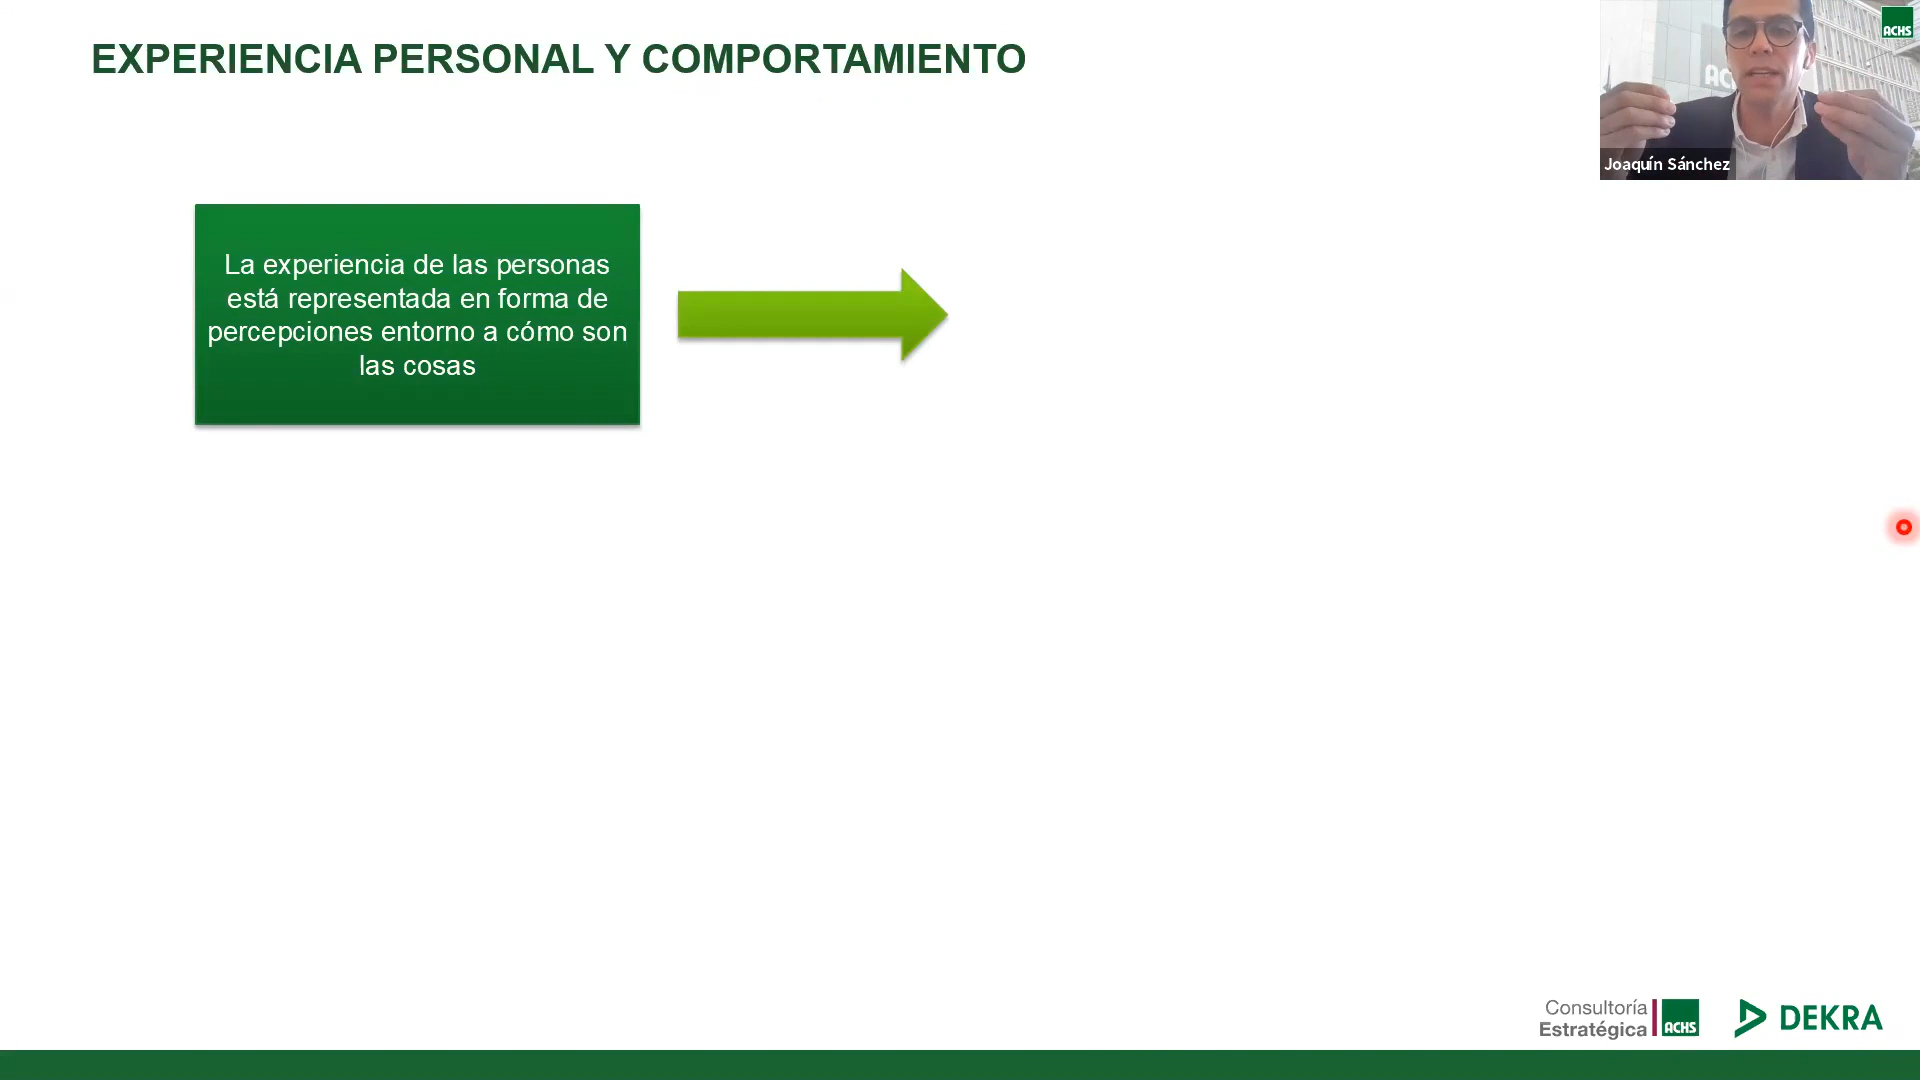 EXPERIENCIA PERSONAL Y COMPORTAMIENTO
ACHS
Joaquín Sánchez
La experiencia de las personas
está representada en forma de
percepciones entorno a cómo son
las cosas
Consultoría
Estratégica
ACHS
DEKRA